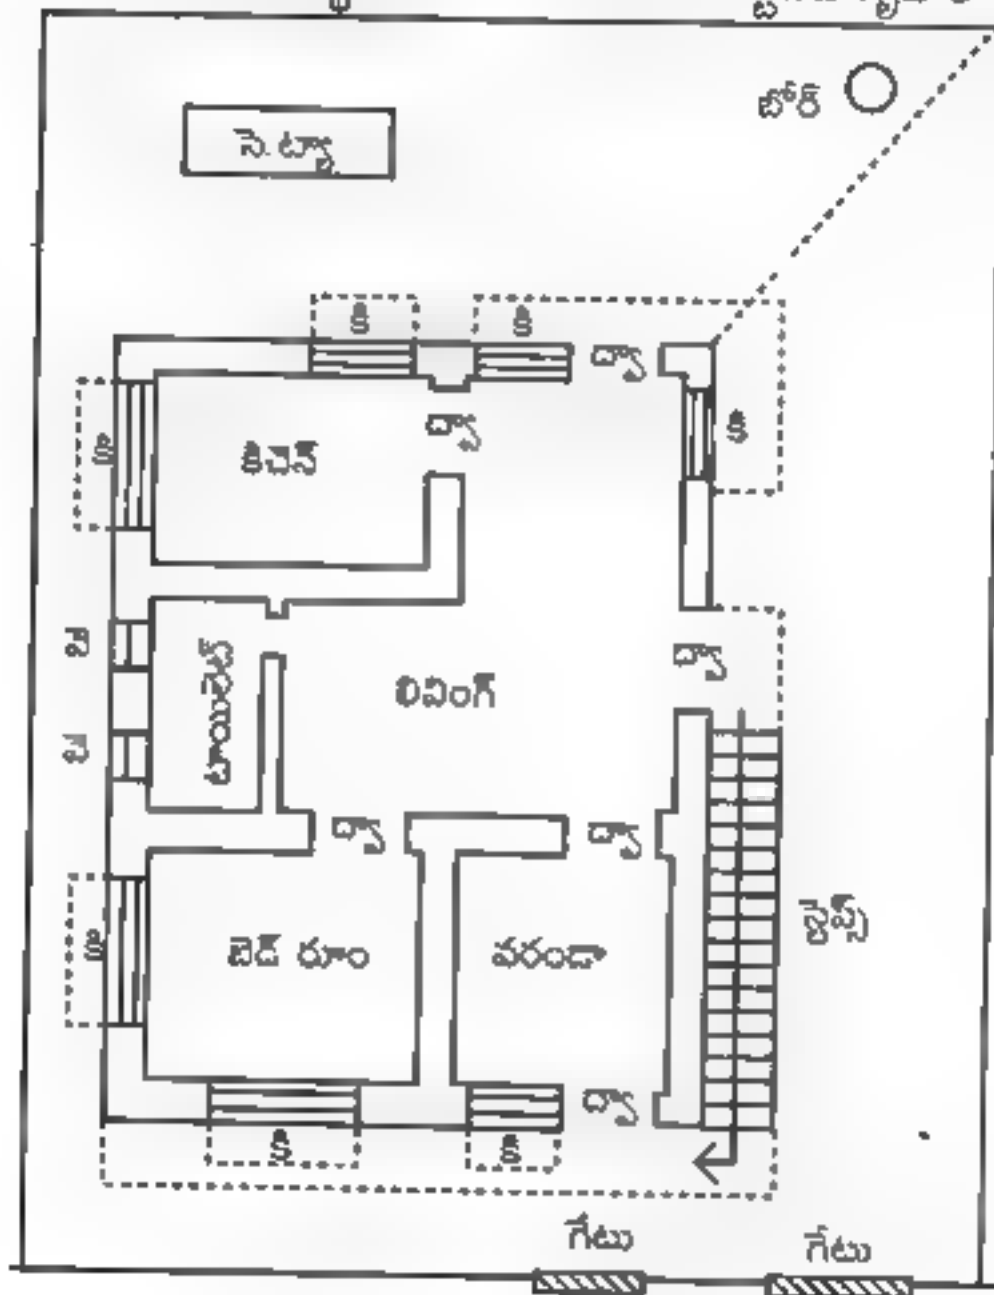 బోర్
సె. ట్యా
కి
కి
ద్వా
కి
కి
ద్వా
కిచెన్
ద్వా
టాయిలెట్
లివింగ్
ద్వా
ద్వా
కి
బెడ్ రూం
వరండా
స్టెప్స్
ద్వా
కి
కి
గేటు
గేటు